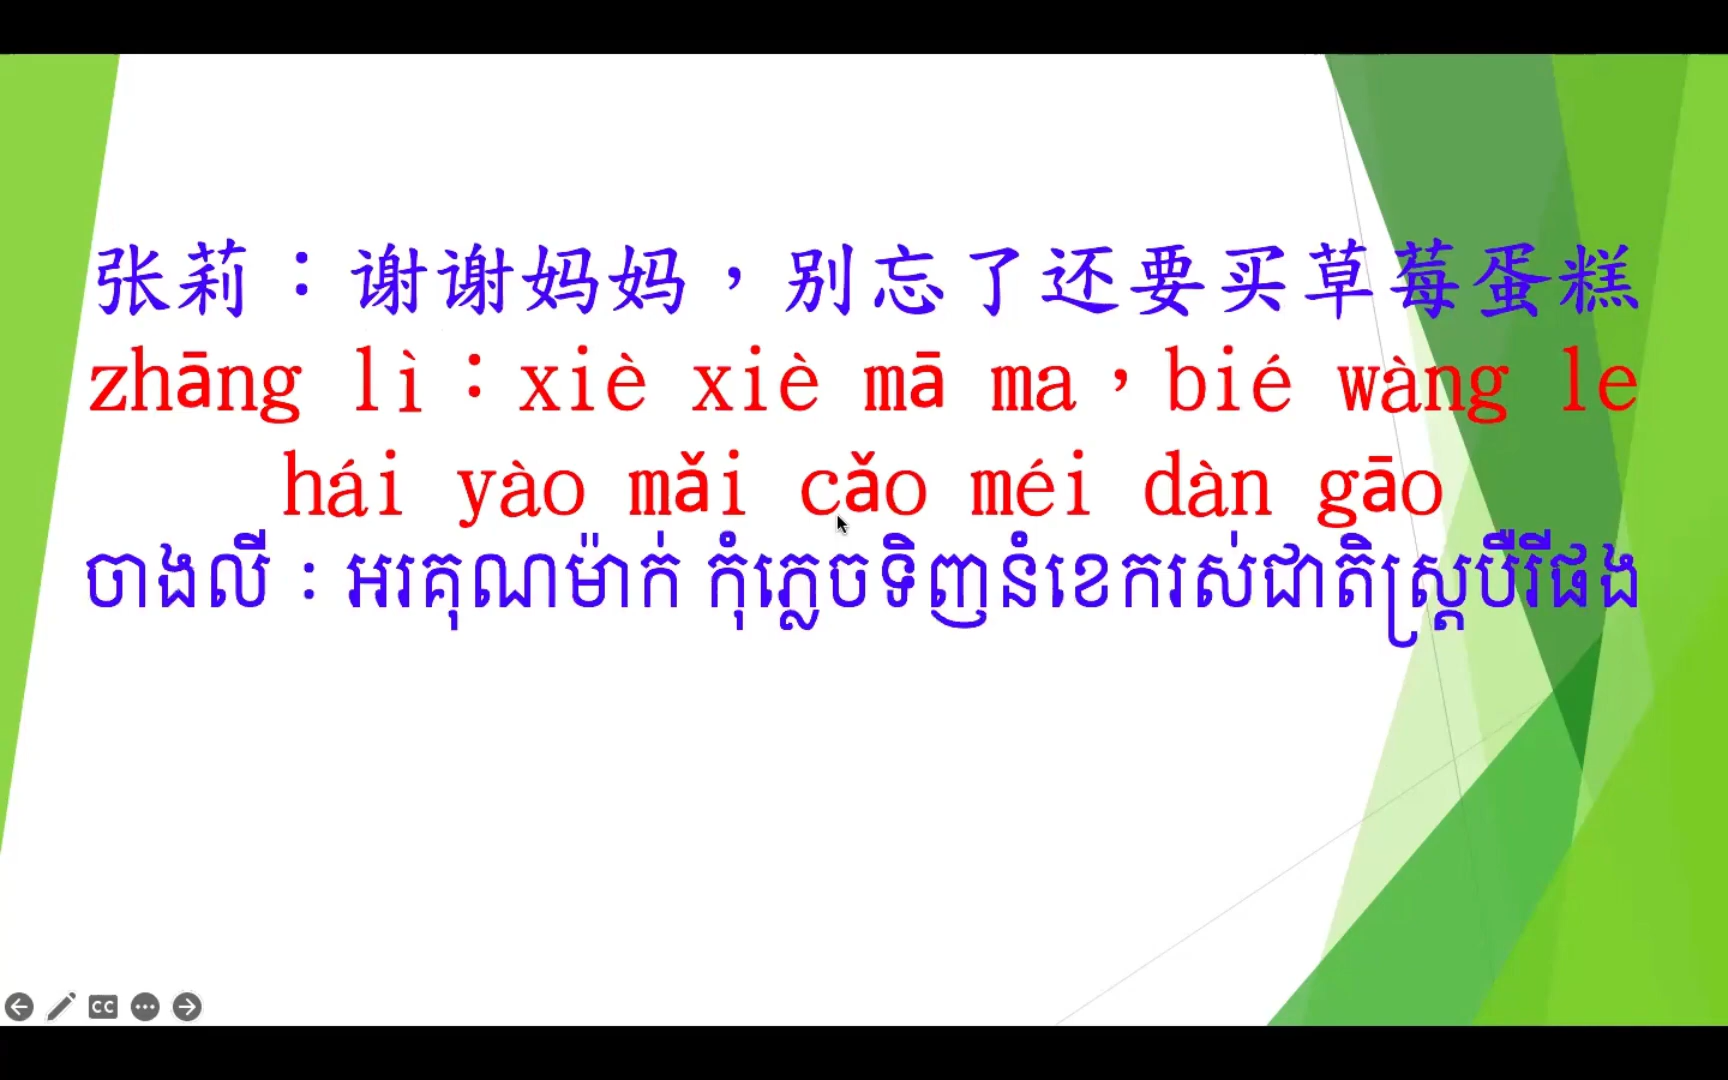 张莉：谢谢妈妈，别忘了还要买草莓蛋糕
zhāng lì：xiè xiè mā ma，bié wàng le
hái yào mǎi cǎo méi dàn gāo
ចាងលី : អរគុណម៉ាក់ កុំភ្លេចទិញនំខេករស់ជាតិស្ត្របឺរីផង
CC